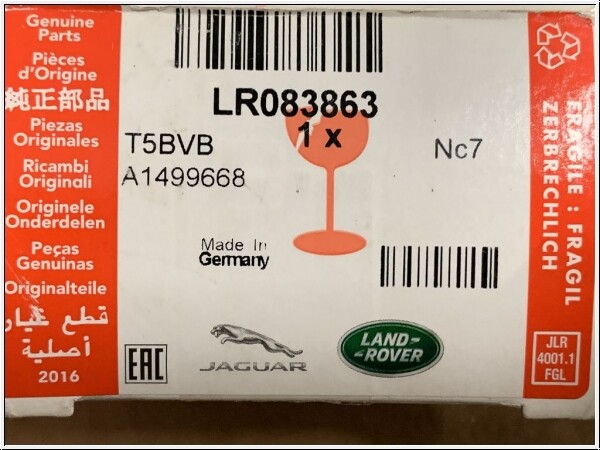 Genuine
Parts
Pièces
d'Origine
純正部品
Piezas
Originales
Ricambi
Originali
Originele
Onderdelen
Peças
Genuinas
Originalteile
قطع غيار
أصلية
2016
LR083863
1 x
T5BVB
Nc7
A1499668
Made In
Germany
EAC
JAGUAR
LAND-
-ROVER
FRAGILE : FRAGIL
ZERBRECHLICH
JLR
4001.1
FGL